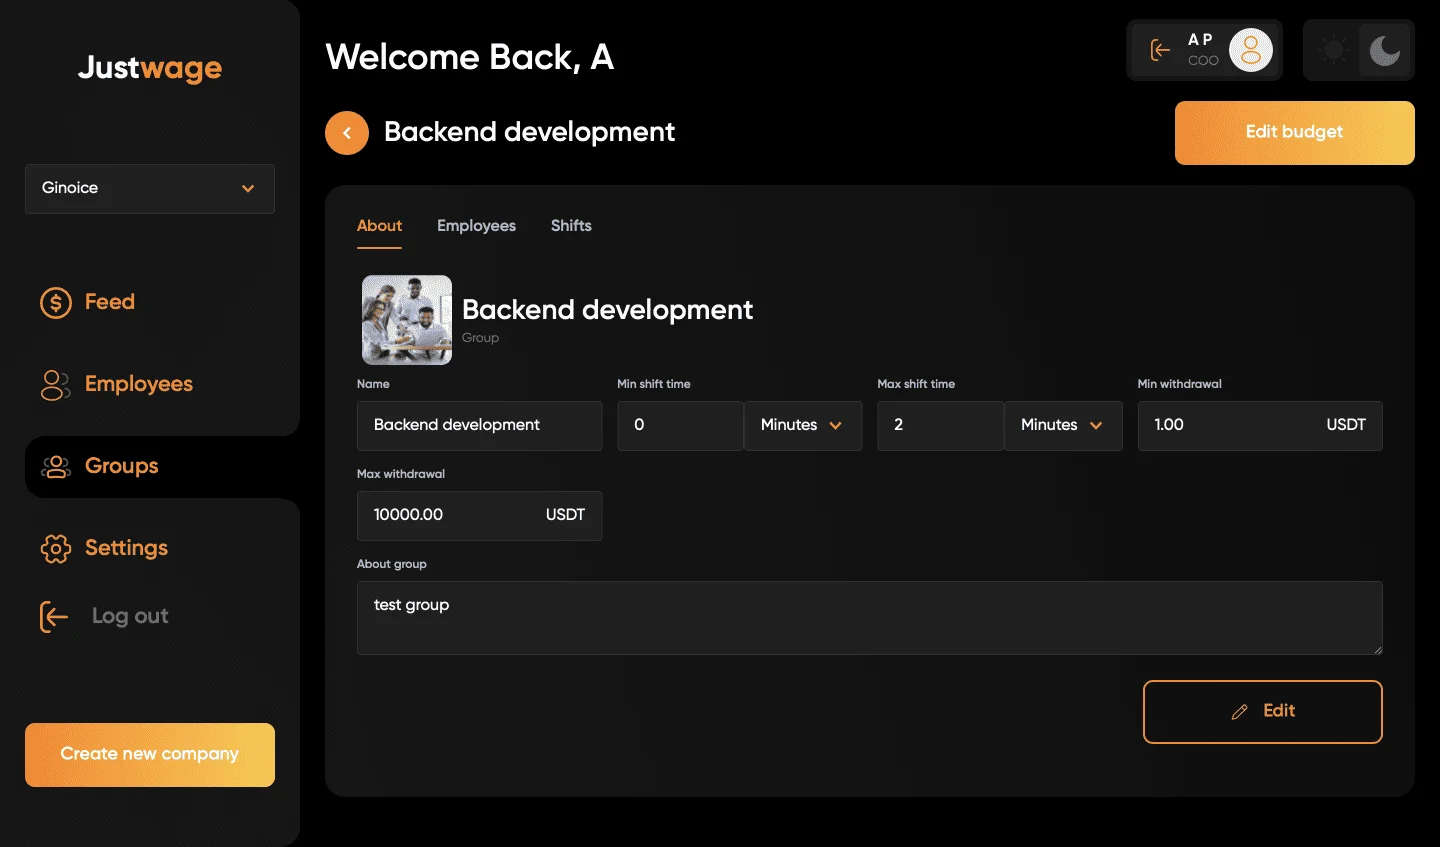 Justwage
Ginoice
Feed
Employees
Groups
Settings
Log out
Create new company
Welcome Back, A
A P
COO
Backend development
Edit budget
About Employees Shifts
Backend development
Group
Name Min shift time Max shift time Min withdrawal
Backend development 0 Minutes 2 Minutes 1.00 USDT
Max withdrawal
10000.00 USDT
About group
test group
Edit